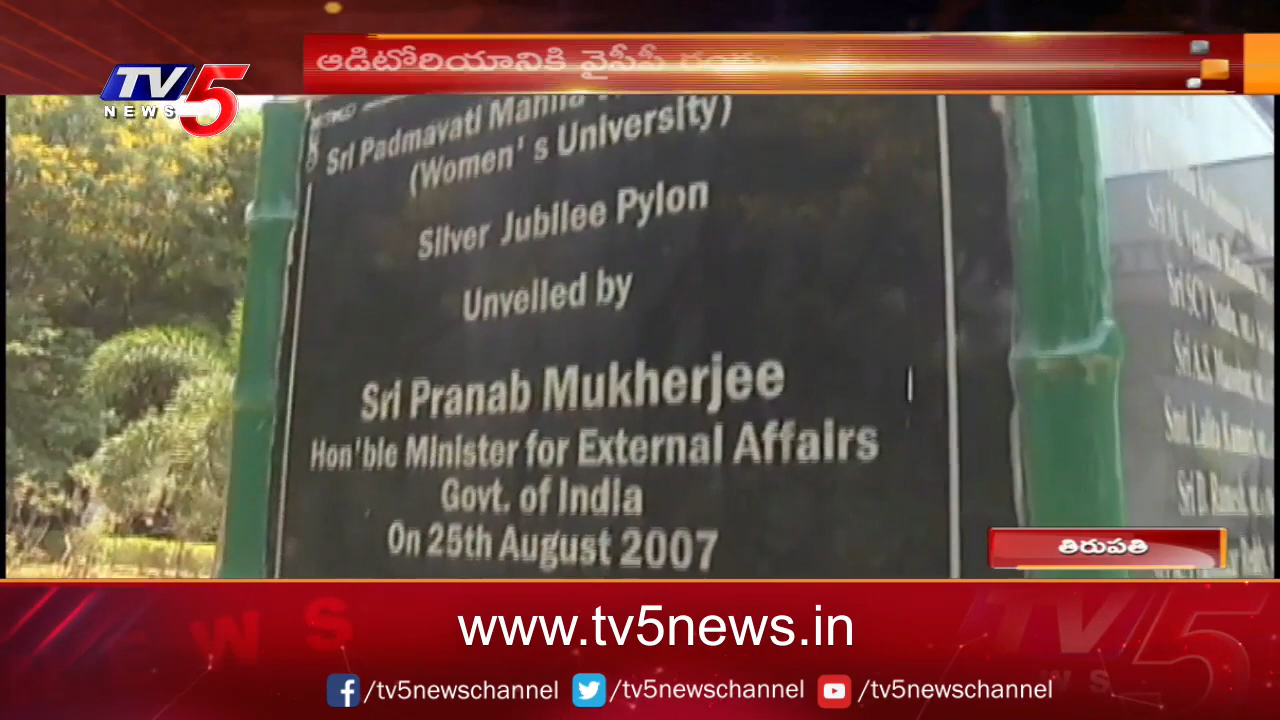 ఆడిటోరియానికి వైసీపీ
TV5
NEWS
Sri Padmavati Mahila
(Women's University)
Silver Jubilee Pylon
Unveiled by
Sri Pranab Mukherjee
Hon'ble Minister for External Affairs
Govt. of India
On 25th August 2007
తిరుపతి
www.tv5news.in
/tv5newschannel
/tv5newschannel
/tv5newschannel